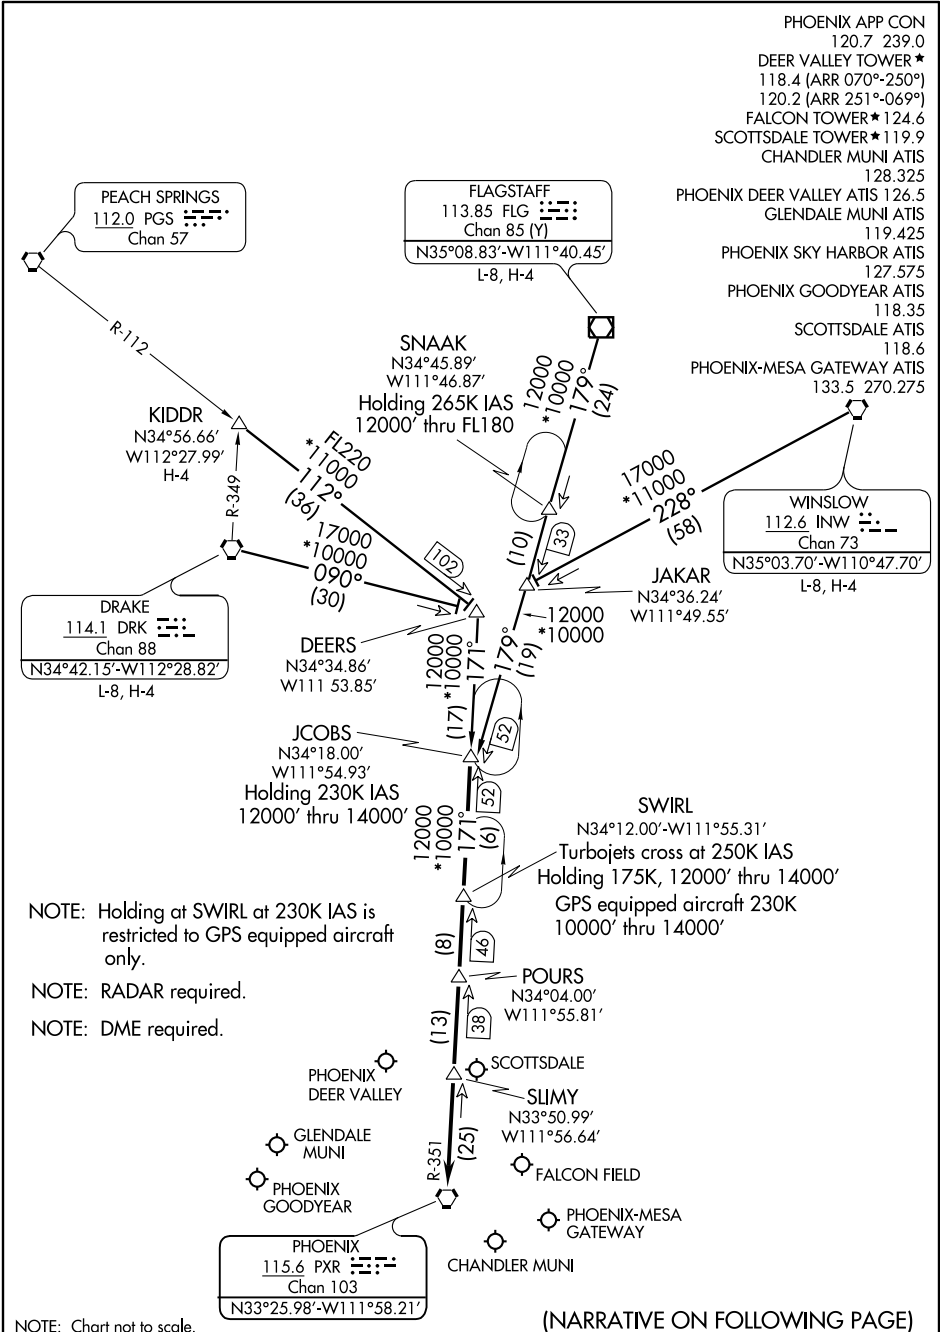 PHOENIX APP CON
120.7 239.0
DEER VALLEY TOWER★
118.4 (ARR 070°-250°)
120.2 (ARR 251°-069°)
FALCON TOWER★ 124.6
SCOTTSDALE TOWER★ 119.9
CHANDLER MUNI ATIS
128.325
PHOENIX DEER VALLEY ATIS 126.5
GLENDALE MUNI ATIS
119.425
PHOENIX SKY HARBOR ATIS
127.575
PHOENIX GOODYEAR ATIS
118.35
SCOTTSDALE ATIS
118.6
PHOENIX-MESA GATEWAY ATIS
133.5 270.275
PEACH SPRINGS
112.0 PGS
Chan 57
FLAGSTAFF
113.85 FLG
Chan 85 (Y)
N35°08.83'-W111°40.45'
L-8, H-4
R-112
SNAAK
N34°45.89'
W111°46.87'
Holding 265K IAS
12000' thru FL180
12000
*10000
179°
(24)
KIDDR
N34°56.66'
W112°27.99'
H-4
R-349
FL220
*11000
112°
(36)
17000
*10000
090°
(30)
102
(10)
33
17000
*11000
228°
(58)
WINSLOW
112.6 INW
Chan 73
N35°03.70'-W110°47.70'
L-8, H-4
JAKAR
N34°36.24'
W111°49.55'
DRAKE
114.1 DRK
Chan 88
N34°42.15'-W112°28.82'
L-8, H-4
DEERS
N34°34.86'
W111 53.85'
12000
*10000
171°
(17)
12000
*10000
179°
(19)
52
JCOBS
N34°18.00'
W111°54.93'
Holding 230K IAS
12000' thru 14000'
52
12000
*10000
171°
(6)
SWIRL
N34°12.00'-W111°55.31'
Turbojets cross at 250K IAS
Holding 175K, 12000' thru 14000'
GPS equipped aircraft 230K
10000' thru 14000'
NOTE: Holding at SWIRL at 230K IAS is
restricted to GPS equipped aircraft
only.
NOTE: RADAR required.
NOTE: DME required.
(8)
46
POURS
N34°04.00'
W111°55.81'
(13)
38
PHOENIX
DEER VALLEY
SCOTTSDALE
SLIMY
N33°50.99'
W111°56.64'
GLENDALE
MUNI
R-351
(25)
PHOENIX
GOODYEAR
FALCON FIELD
PHOENIX-MESA
GATEWAY
CHANDLER MUNI
PHOENIX
115.6 PXR
Chan 103
N33°25.98'-W111°58.21'
NOTE: Chart not to scale.
(NARRATIVE ON FOLLOWING PAGE)